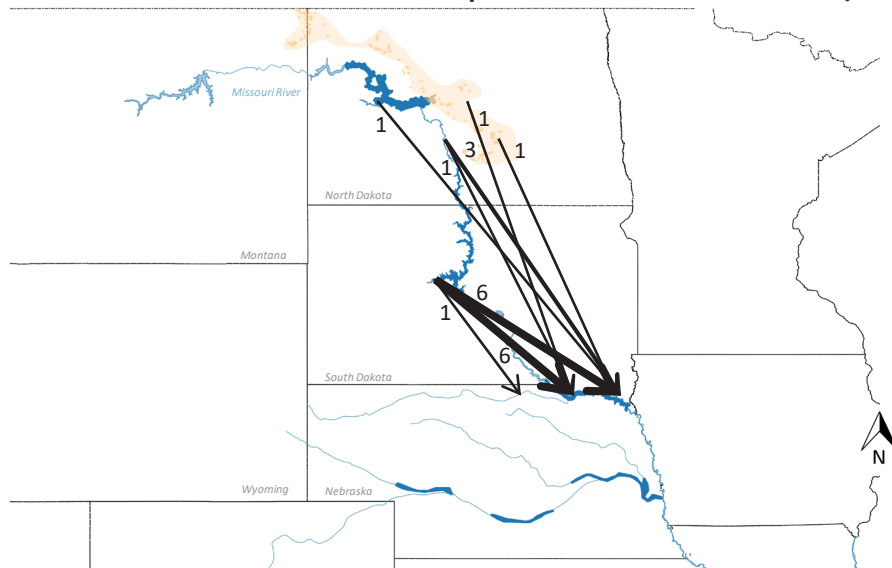 Missouri River
1
1
3
1
1
North Dakota
Montana
6
1
6
South Dakota
N
Wyoming
Nebraska